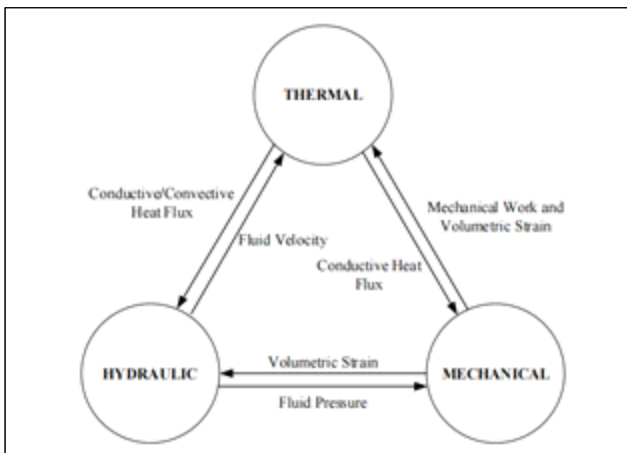 THERMAL
Conductive/Convective
Heat Flux
Fluid Velocity
Mechanical Work and
Volumetric Strain
Conductive Heat
Flux
HYDRAULIC
Volumetric Strain
MECHANICAL
Fluid Pressure